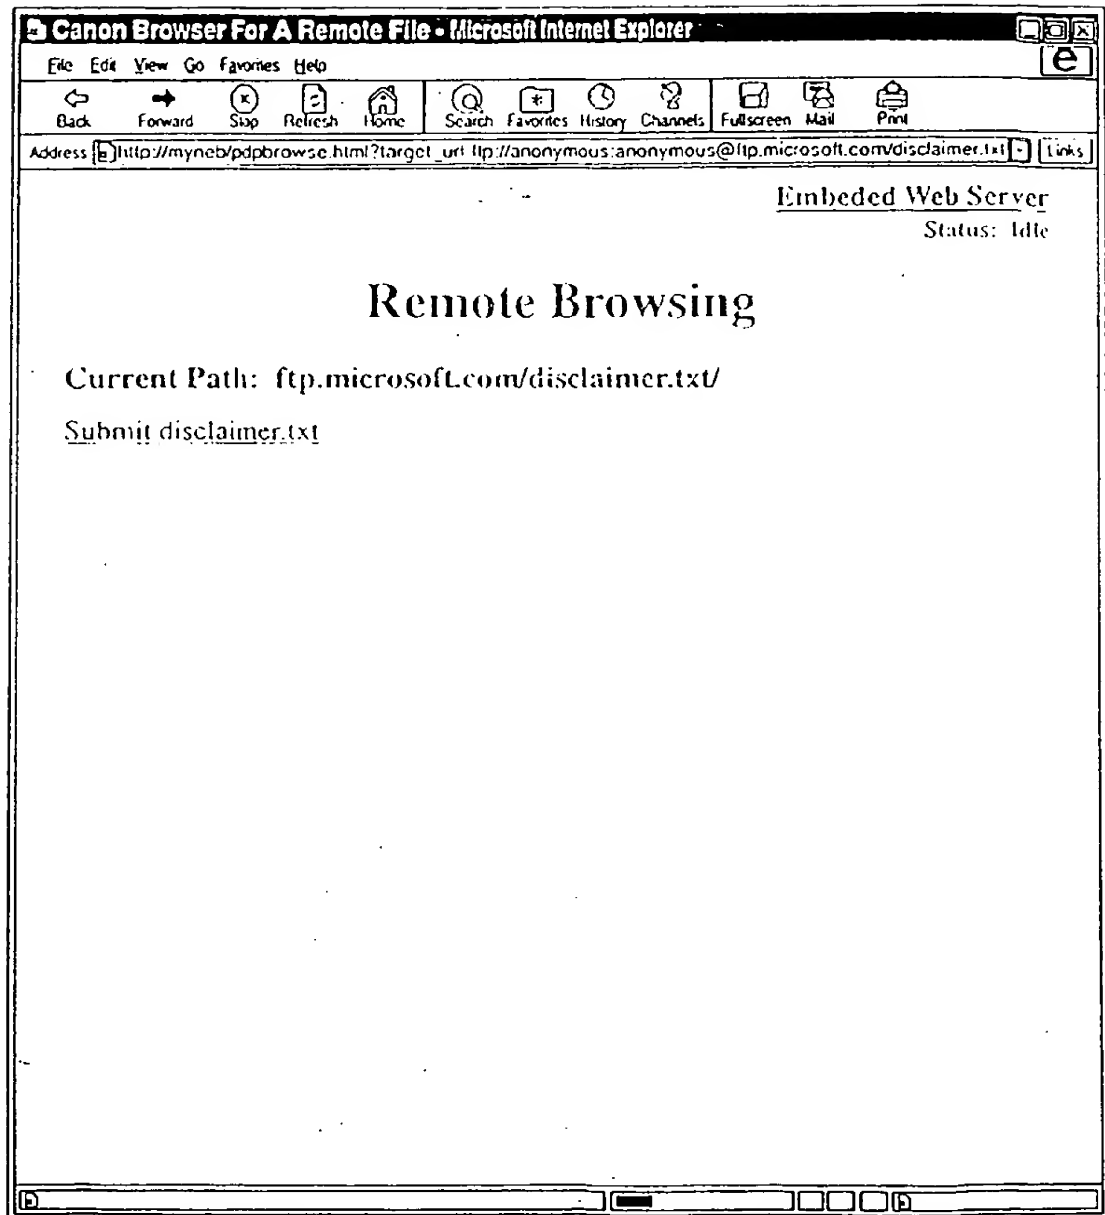 Canon Browser For A Remote File - Microsoft Internet Explorer
File Edit View Go Favorites Help
Back Forward Stop Refresh Home Search Favorites History Channels Fullscreen Mail Print
Address http://myneb/pdpbrowse.html?target_url ftp://anonymous:anonymous@ftp.microsoft.com/disclaimer.txt Links
Embeded Web Server
Status: Idle
Remote Browsing
Current Path: ftp.microsoft.com/disclaimer.txt/
Submit disclaimer.txt